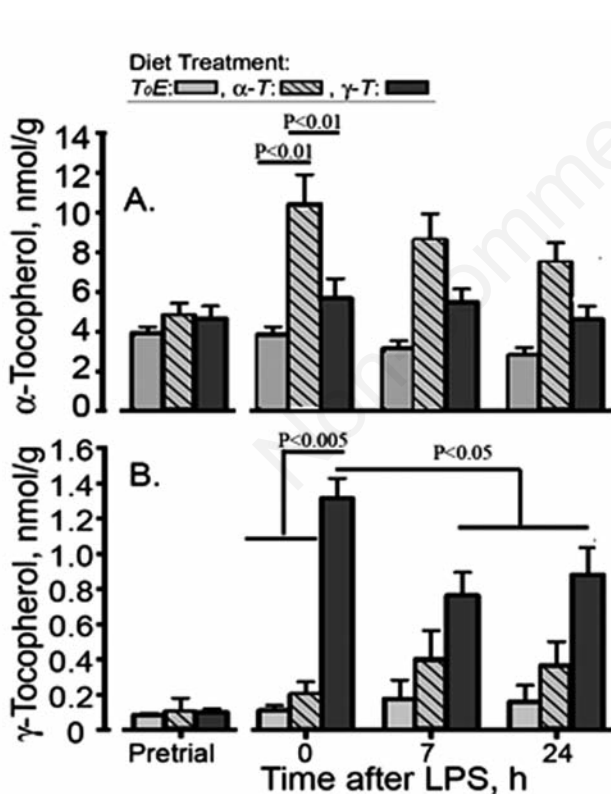 Diet Treatment:
ToE: , α-T: , γ-T:
P<0.01
P<0.01
14
12
10
8
6
4
2
0
α-Tocopherol, nmol/g
A.
P<0.005
P<0.05
1.6
1.4
1.2
1.0
0.8
0.6
0.4
0.2
0
γ-Tocopherol, nmol/g
B.
Pretrial 0 7 24
Time after LPS, h